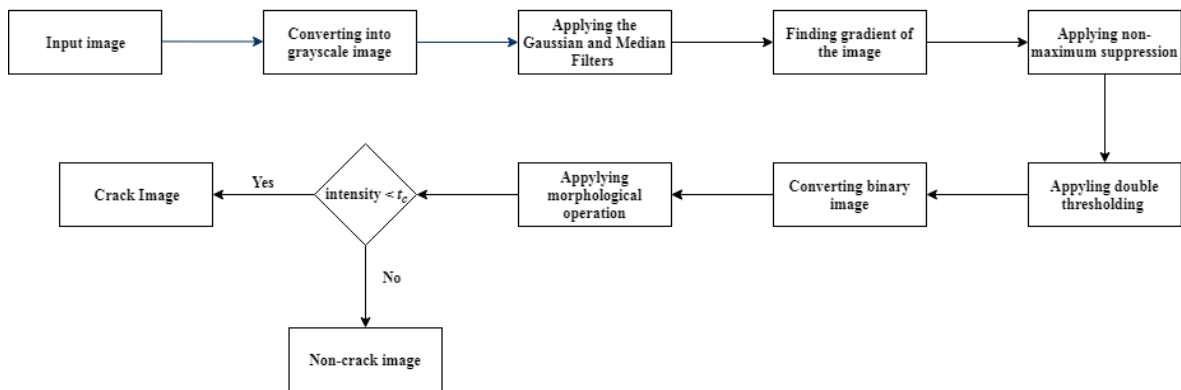 Input image
Converting into
grayscale image
Applying the
Gaussian and Median
Filters
Finding gradient of
the image
Applying non-
maximum suppression
Appyling double
thresholding
Converting binary
image
Appylying
morphological
operation
intensity < t_c
Yes
Crack Image
No
Non-crack image